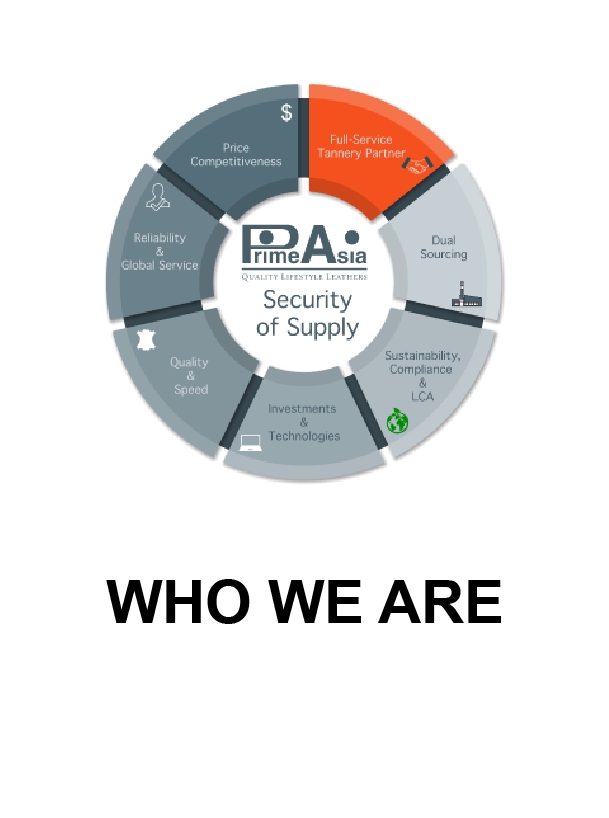 $
Price
Competitiveness
Full-Service
Tannery Partner
Dual
Sourcing
Sustainability,
Compliance
&
LCA
Investments
&
Technologies
Quality
&
Speed
Reliability
&
Global Service
PrimeAsia
QUALITY LIFESTYLE LEATHERS
Security
of Supply
WHO WE ARE